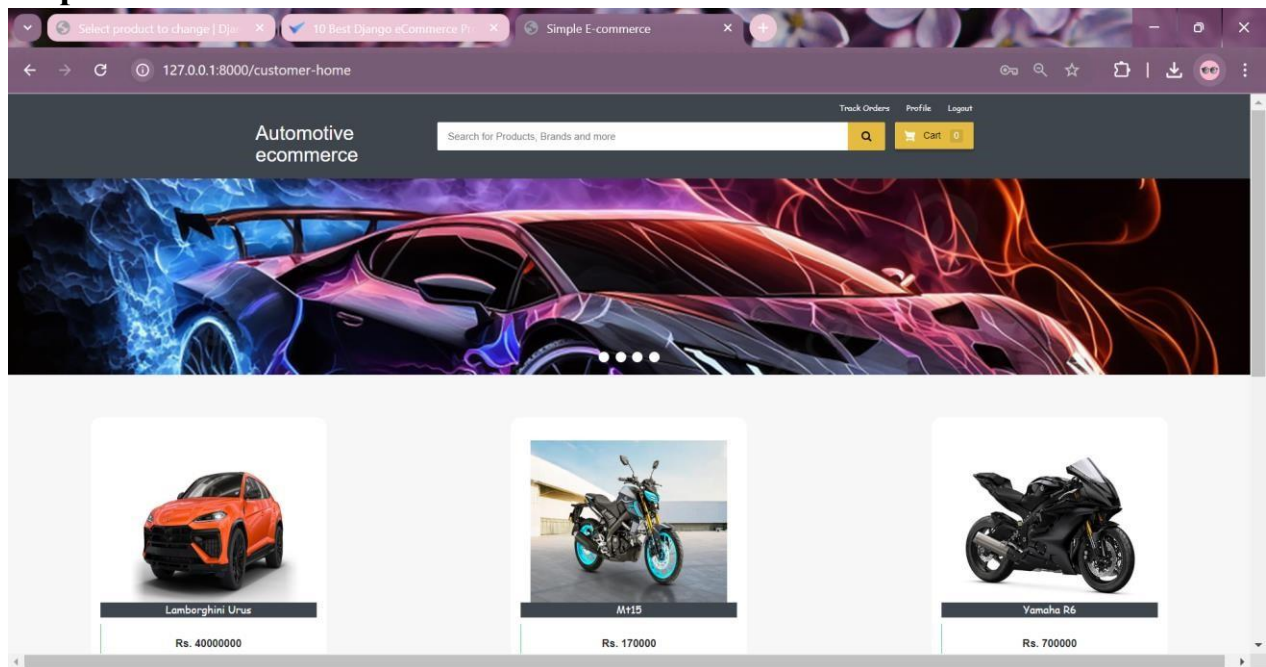 Select product to change | Dja
10 Best Django eCommerce Pr
Simple E-commerce
127.0.0.1:8000/customer-home
Track Orders Profile Logout
Automotive
ecommerce
Search for Products, Brands and more
Cart 0
Lamborghini Urus
Mt15
Yamaha R6
Rs. 40000000
Rs. 170000
Rs. 700000